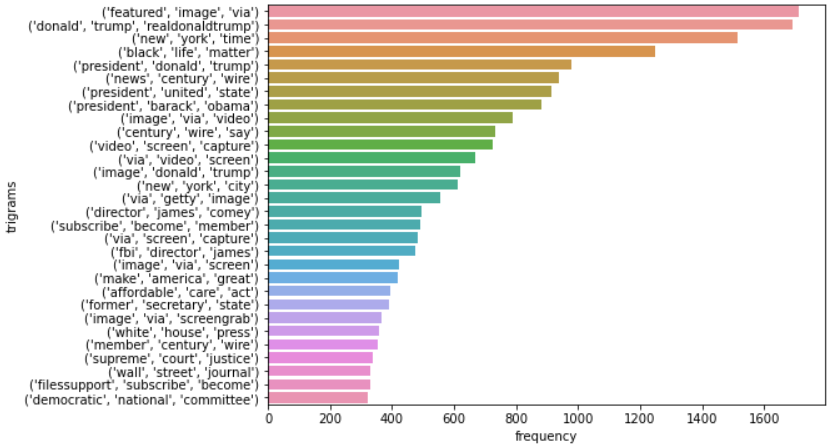 ('featured', 'image', 'via')
('donald', 'trump', 'realdonaldtrump')
('new', 'york', 'time')
('black', 'life', 'matter')
('president', 'donald', 'trump')
('news', 'century', 'wire')
('president', 'united', 'state')
('president', 'barack', 'obama')
('image', 'via', 'video')
('century', 'wire', 'say')
('video', 'screen', 'capture')
('via', 'video', 'screen')
('image', 'donald', 'trump')
('new', 'york', 'city')
('via', 'getty', 'image')
('director', 'james', 'comey')
('subscribe', 'become', 'member')
('via', 'screen', 'capture')
('fbi', 'director', 'james')
('image', 'via', 'screen')
('make', 'america', 'great')
('affordable', 'care', 'act')
('former', 'secretary', 'state')
('image', 'via', 'screengrab')
('white', 'house', 'press')
('member', 'century', 'wire')
('supreme', 'court', 'justice')
('wall', 'street', 'journal')
('filessupport', 'subscribe', 'become')
('democratic', 'national', 'committee')
trigrams
0 200 400 600 800 1000 1200 1400 1600
frequency